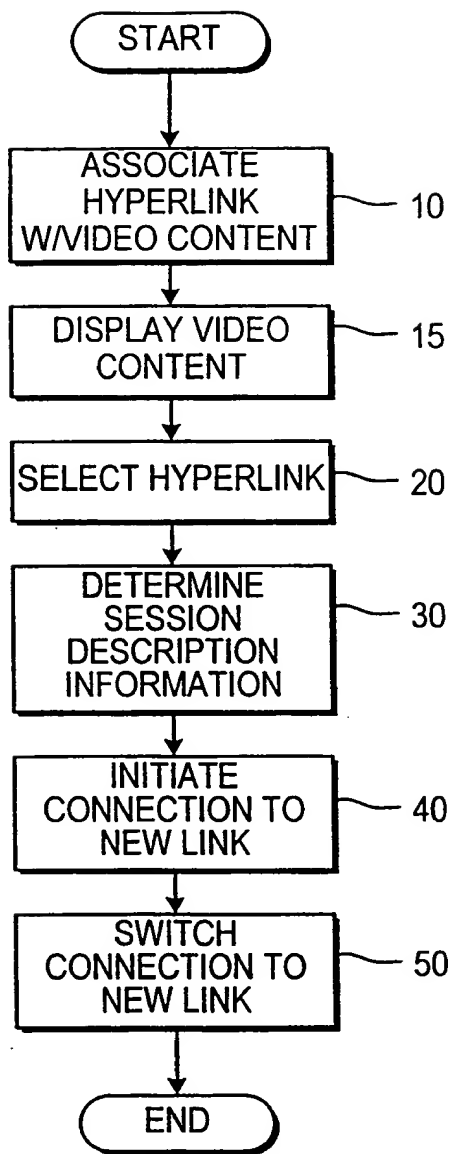 START
ASSOCIATE
HYPERLINK
W/VIDEO CONTENT
10
DISPLAY VIDEO
CONTENT
15
SELECT HYPERLINK
20
DETERMINE
SESSION
DESCRIPTION
INFORMATION
30
INITIATE
CONNECTION TO
NEW LINK
40
SWITCH
CONNECTION TO
NEW LINK
50
END